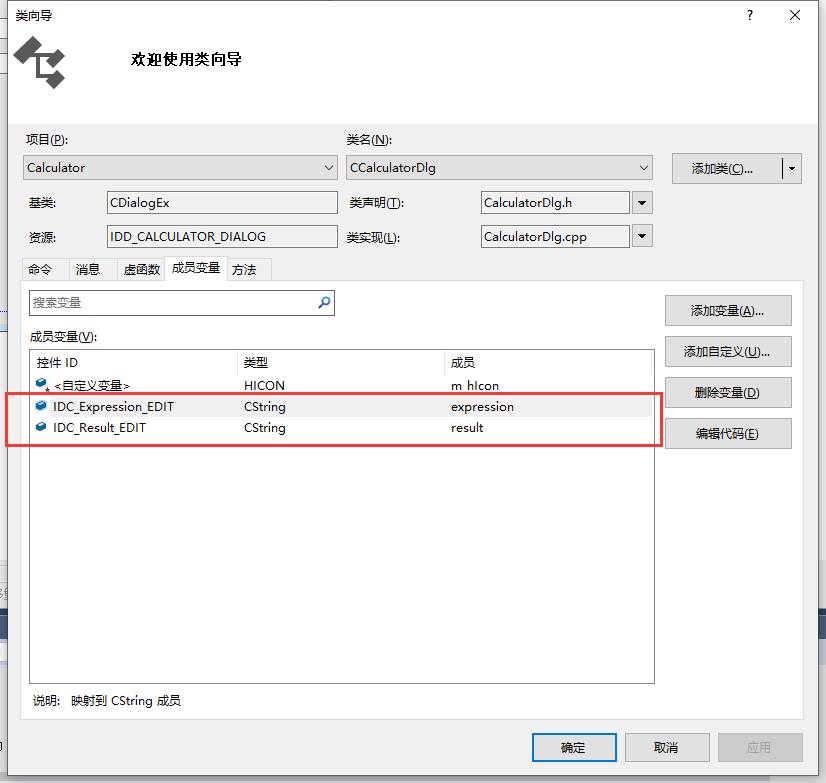 类向导
?
欢迎使用类向导
项目(P):
类名(N):
Calculator
CCalculatorDlg
添加类(C)...
基类:
CDialogEx
类声明(T):
CalculatorDlg.h
资源:
IDD_CALCULATOR_DIALOG
类实现(L):
CalculatorDlg.cpp
命令 消息 虚函数 成员变量 方法
搜索变量
添加变量(A)...
成员变量(V):
添加自定义(U)...
控件 ID 类型 成员
<自定义变量> HICON m_hIcon
删除变量(D)
IDC_Expression_EDIT CString expression
IDC_Result_EDIT CString result
编辑代码(E)
说明: 映射到 CString 成员
确定
取消
应用